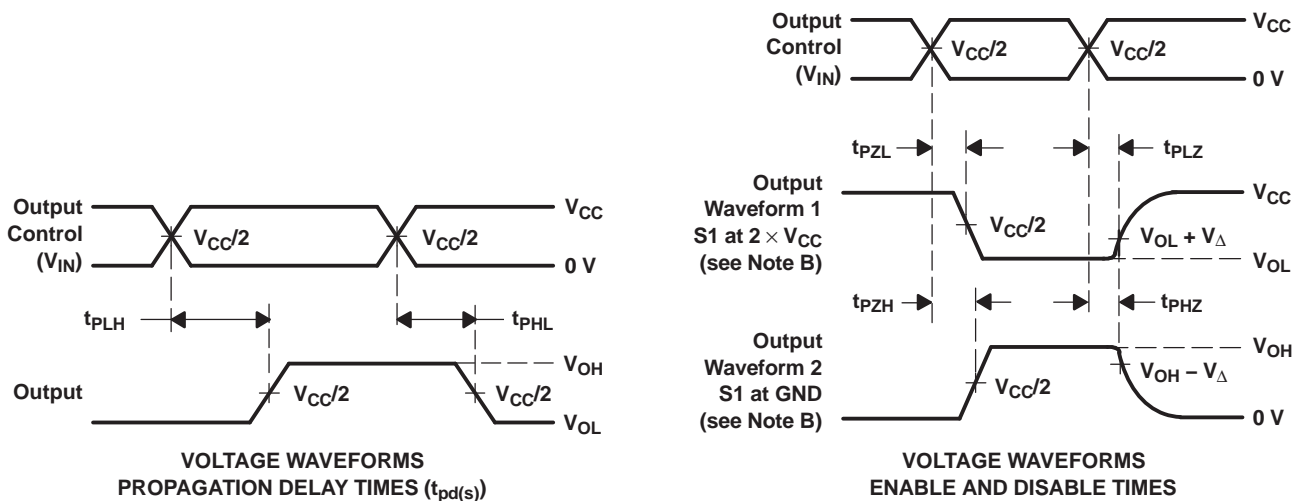 Output
Control
(VIN)
VCC/2
VCC/2
VCC
0 V
tPLH
tPHL
Output
VCC/2
VCC/2
VOH
VOL
VOLTAGE WAVEFORMS
PROPAGATION DELAY TIMES (tpd(s))
Output
Control
(VIN)
VCC/2
VCC/2
VCC
0 V
tPZL
tPLZ
Output
Waveform 1
S1 at 2 × VCC
(see Note B)
VCC/2
VCC
VOL + VΔ
VOL
tPZH
tPHZ
Output
Waveform 2
S1 at GND
(see Note B)
VCC/2
VOH
VOH − VΔ
0 V
VOLTAGE WAVEFORMS
ENABLE AND DISABLE TIMES